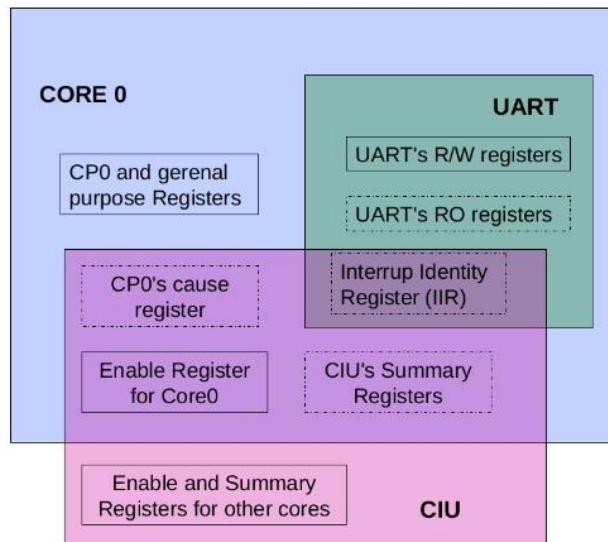 CORE 0
UART
UART's R/W registers
CP0 and gerenal
purpose Registers
UART's RO registers
Interrup Identity
Register (IIR)
CP0's cause
register
Enable Register
for Core0
CIU's Summary
Registers
Enable and Summary
Registers for other cores
CIU